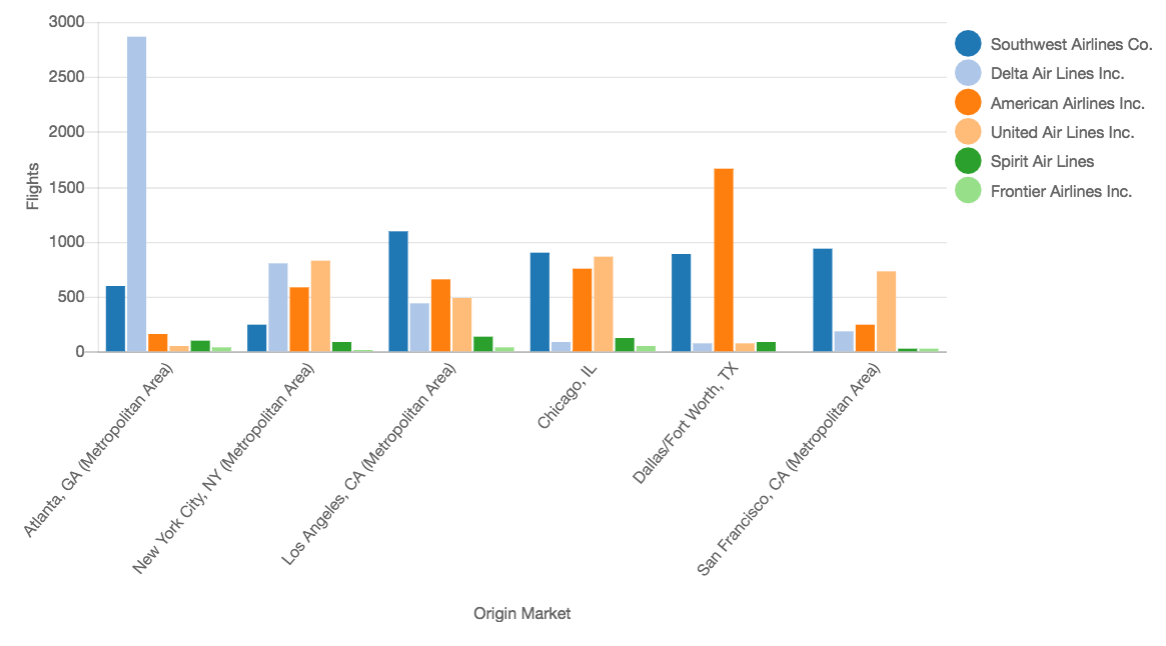 3000
2500
2000
1500
1000
500
0
Flights
Southwest Airlines Co.
Delta Air Lines Inc.
American Airlines Inc.
United Air Lines Inc.
Spirit Air Lines
Frontier Airlines Inc.
Atlanta, GA (Metropolitan Area)
New York City, NY (Metropolitan Area)
Los Angeles, CA (Metropolitan Area)
Chicago, IL
Dallas/Fort Worth, TX
San Francisco, CA (Metropolitan Area)
Origin Market